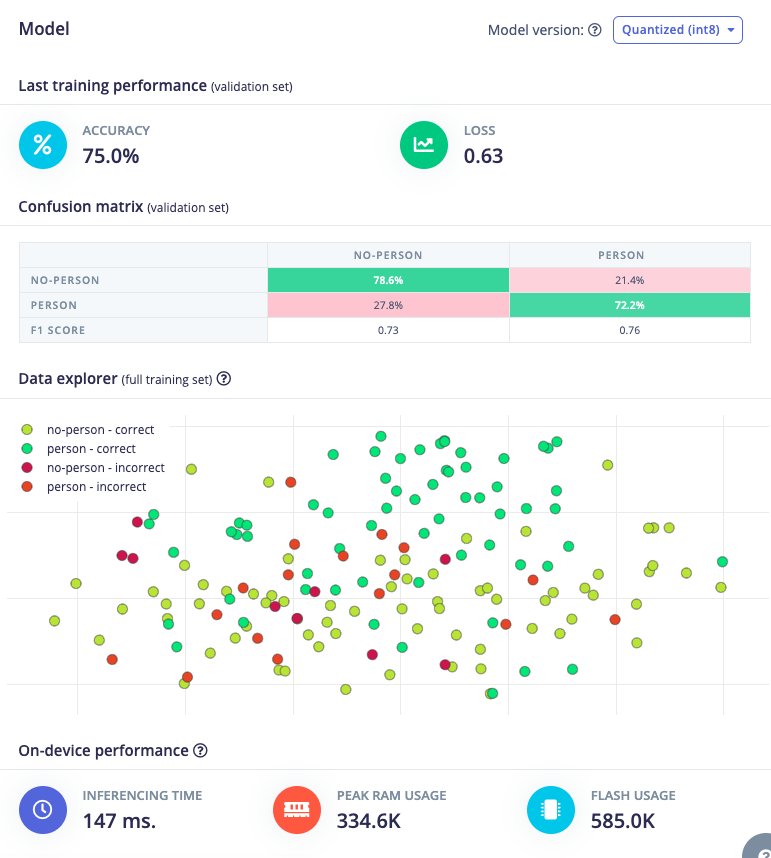 Model
Model version: ? Quantized (int8)
Last training performance (validation set)
% ACCURACY
75.0%
LOSS
0.63
Confusion matrix (validation set)
NO-PERSON PERSON
NO-PERSON 78.6% 21.4%
PERSON 27.8% 72.2%
F1 SCORE 0.73 0.76
Data explorer (full training set) ?
no-person - correct
person - correct
no-person - incorrect
person - incorrect
On-device performance ?
INFERENCING TIME
147 ms.
PEAK RAM USAGE
334.6K
FLASH USAGE
585.0K